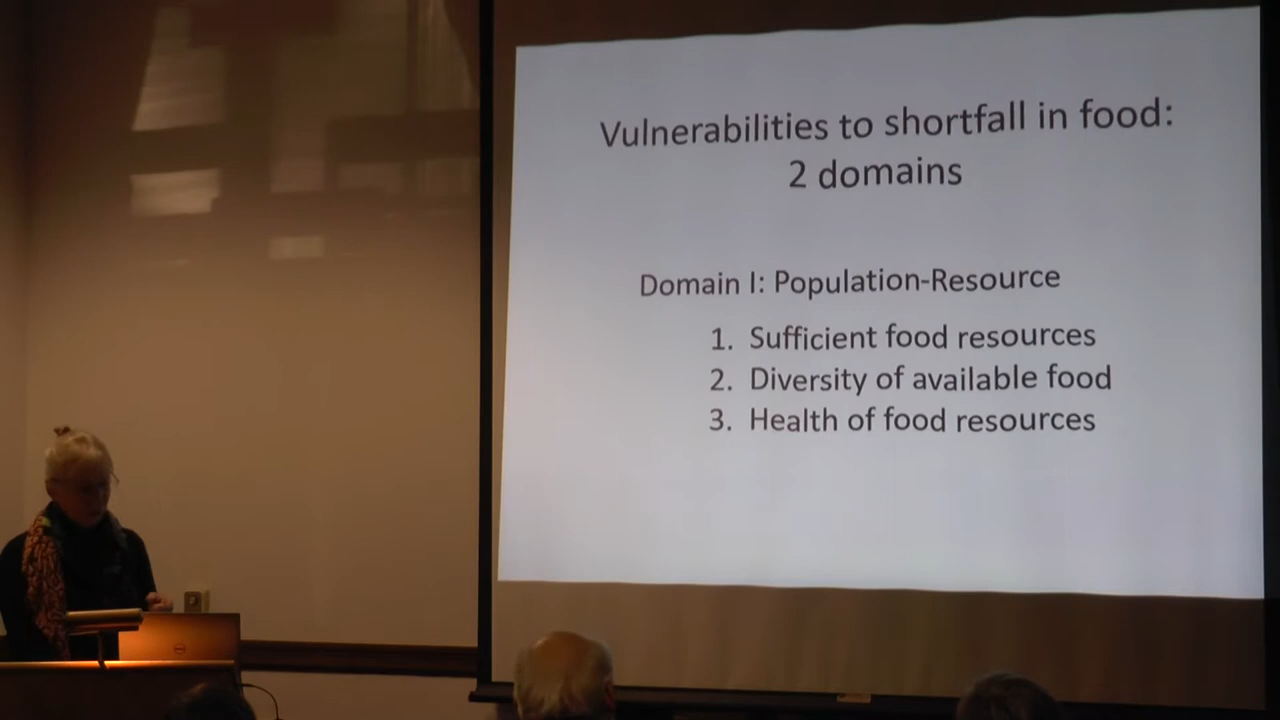 Vulnerabilities to shortfall in food:
2 domains
Domain I: Population-Resource
1. Sufficient food resources
2. Diversity of available food
3. Health of food resources